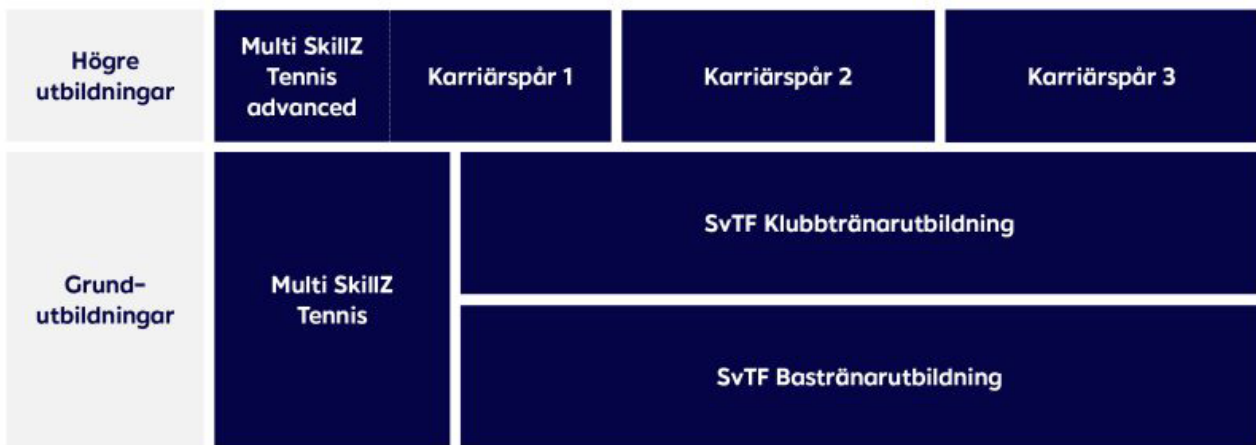 Högre
utbildningar
Multi SkillZ
Tennis
advanced
Karriärspår 1
Karriärspår 2
Karriärspår 3
Grund-
utbildningar
Multi SkillZ
Tennis
SvTF Klubbtränarutbildning
SvTF Bastränarutbildning